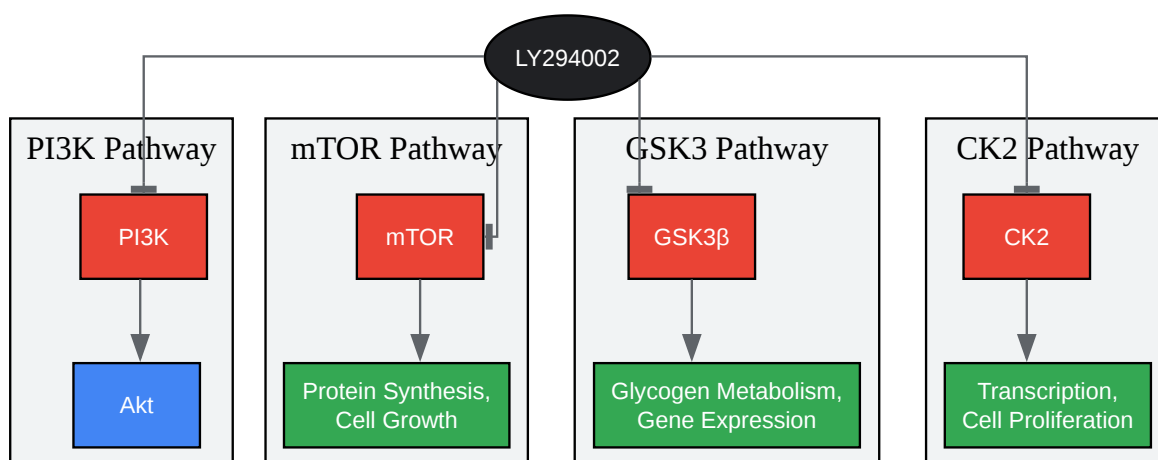 LY294002
PI3K Pathway
mTOR Pathway
GSK3 Pathway
CK2 Pathway
PI3K
mTOR
GSK3β
CK2
Akt
Protein Synthesis,
Cell Growth
Glycogen Metabolism,
Gene Expression
Transcription,
Cell Proliferation